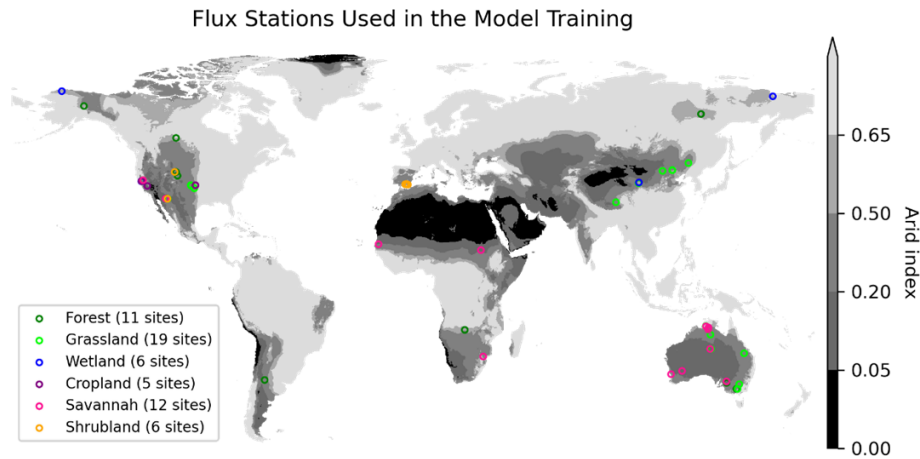 Flux Stations Used in the Model Training
Forest (11 sites)
Grassland (19 sites)
Wetland (6 sites)
Cropland (5 sites)
Savannah (12 sites)
Shrubland (6 sites)
0.65
0.50
0.20
0.05
0.00
Arid index